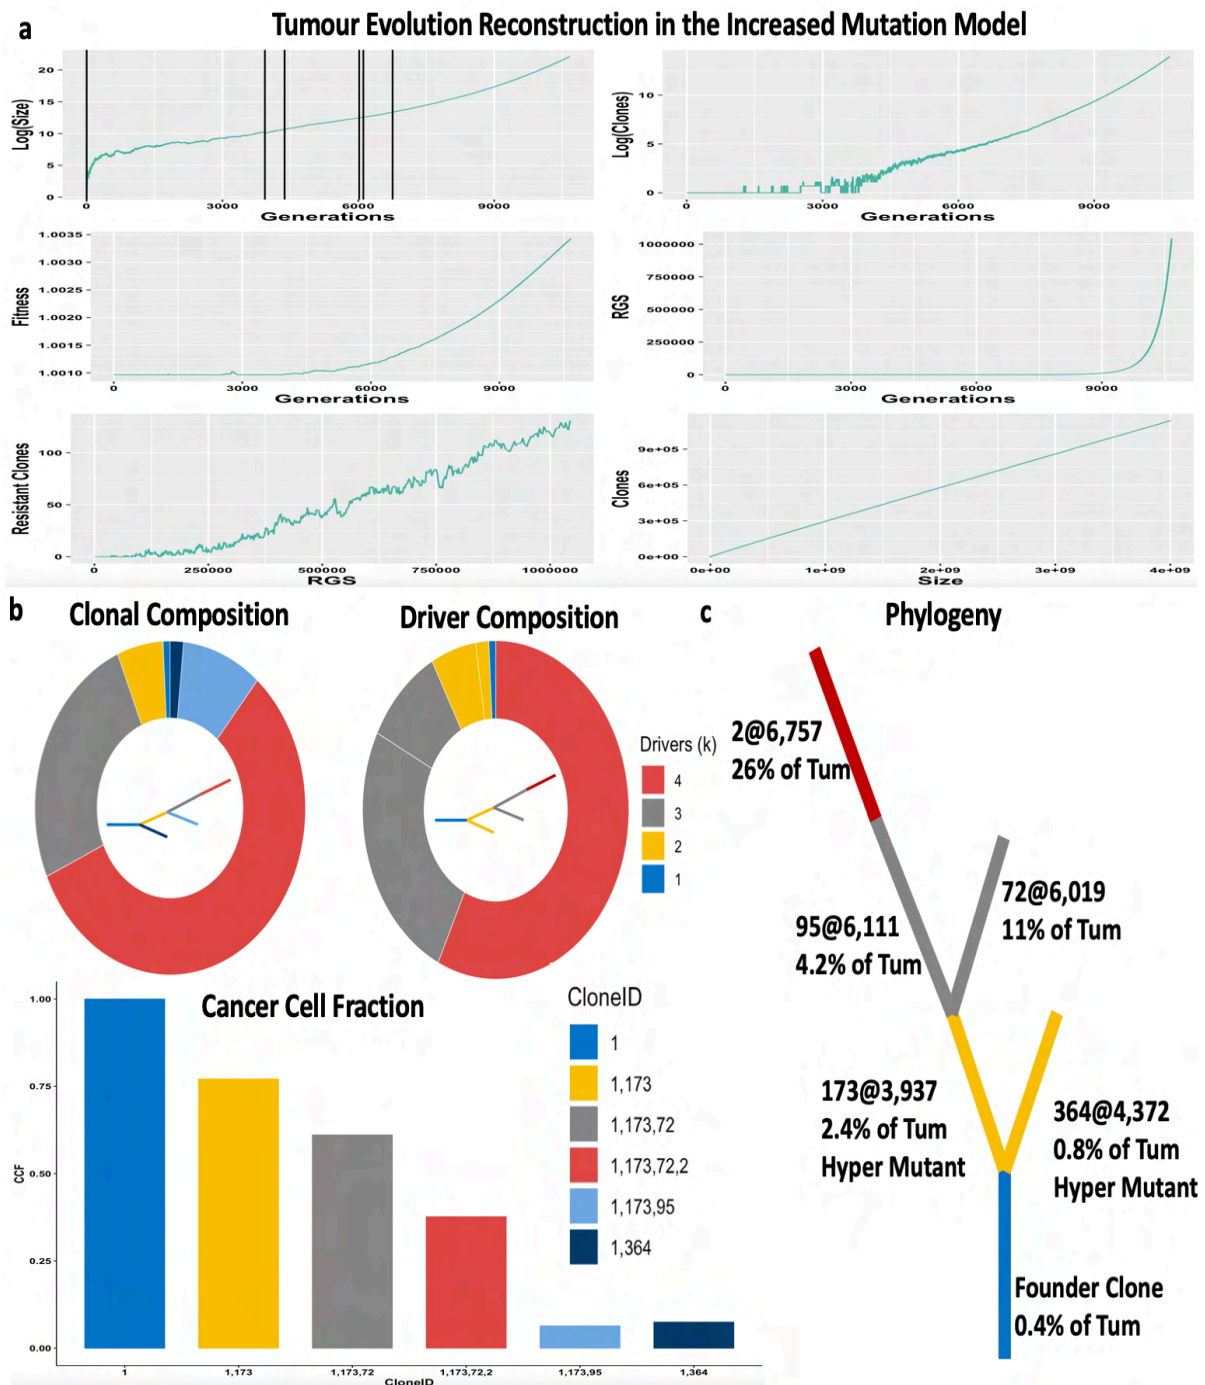 a
Tumour Evolution Reconstruction in the Increased Mutation Model
Log(Size)
20
15
10
5
0
0
3000
6000
9000
Generations
Log(Clones)
10
5
0
0
3000
6000
9000
Generations
Fitness
1.0035
1.0030
1.0025
1.0020
1.0015
1.0010
0
3000
6000
9000
Generations
RGS
1000000
750000
500000
250000
0
0
3000
6000
9000
Generations
Resistant Clones
100
50
0
0
250000
500000
750000
1000000
RGS
Clones
9e+05
6e+05
3e+05
0e+00
0e+00
1e+09
2e+09
3e+09
4e+09
Size
b
Clonal Composition
Driver Composition
Drivers (k)
4
3
2
1
Cancer Cell Fraction
CCF
1.00
0.75
0.50
0.25
0.00
1
1,173
1,173,72
1,173,72,2
1,173,95
1,364
CloneID
CloneID
1
1,173
1,173,72
1,173,72,2
1,173,95
1,364
c
Phylogeny
2@6,757
26% of Tum
72@6,019
11% of Tum
95@6,111
4.2% of Tum
173@3,937
2.4% of Tum
Hyper Mutant
364@4,372
0.8% of Tum
Hyper Mutant
Founder Clone
0.4% of Tum